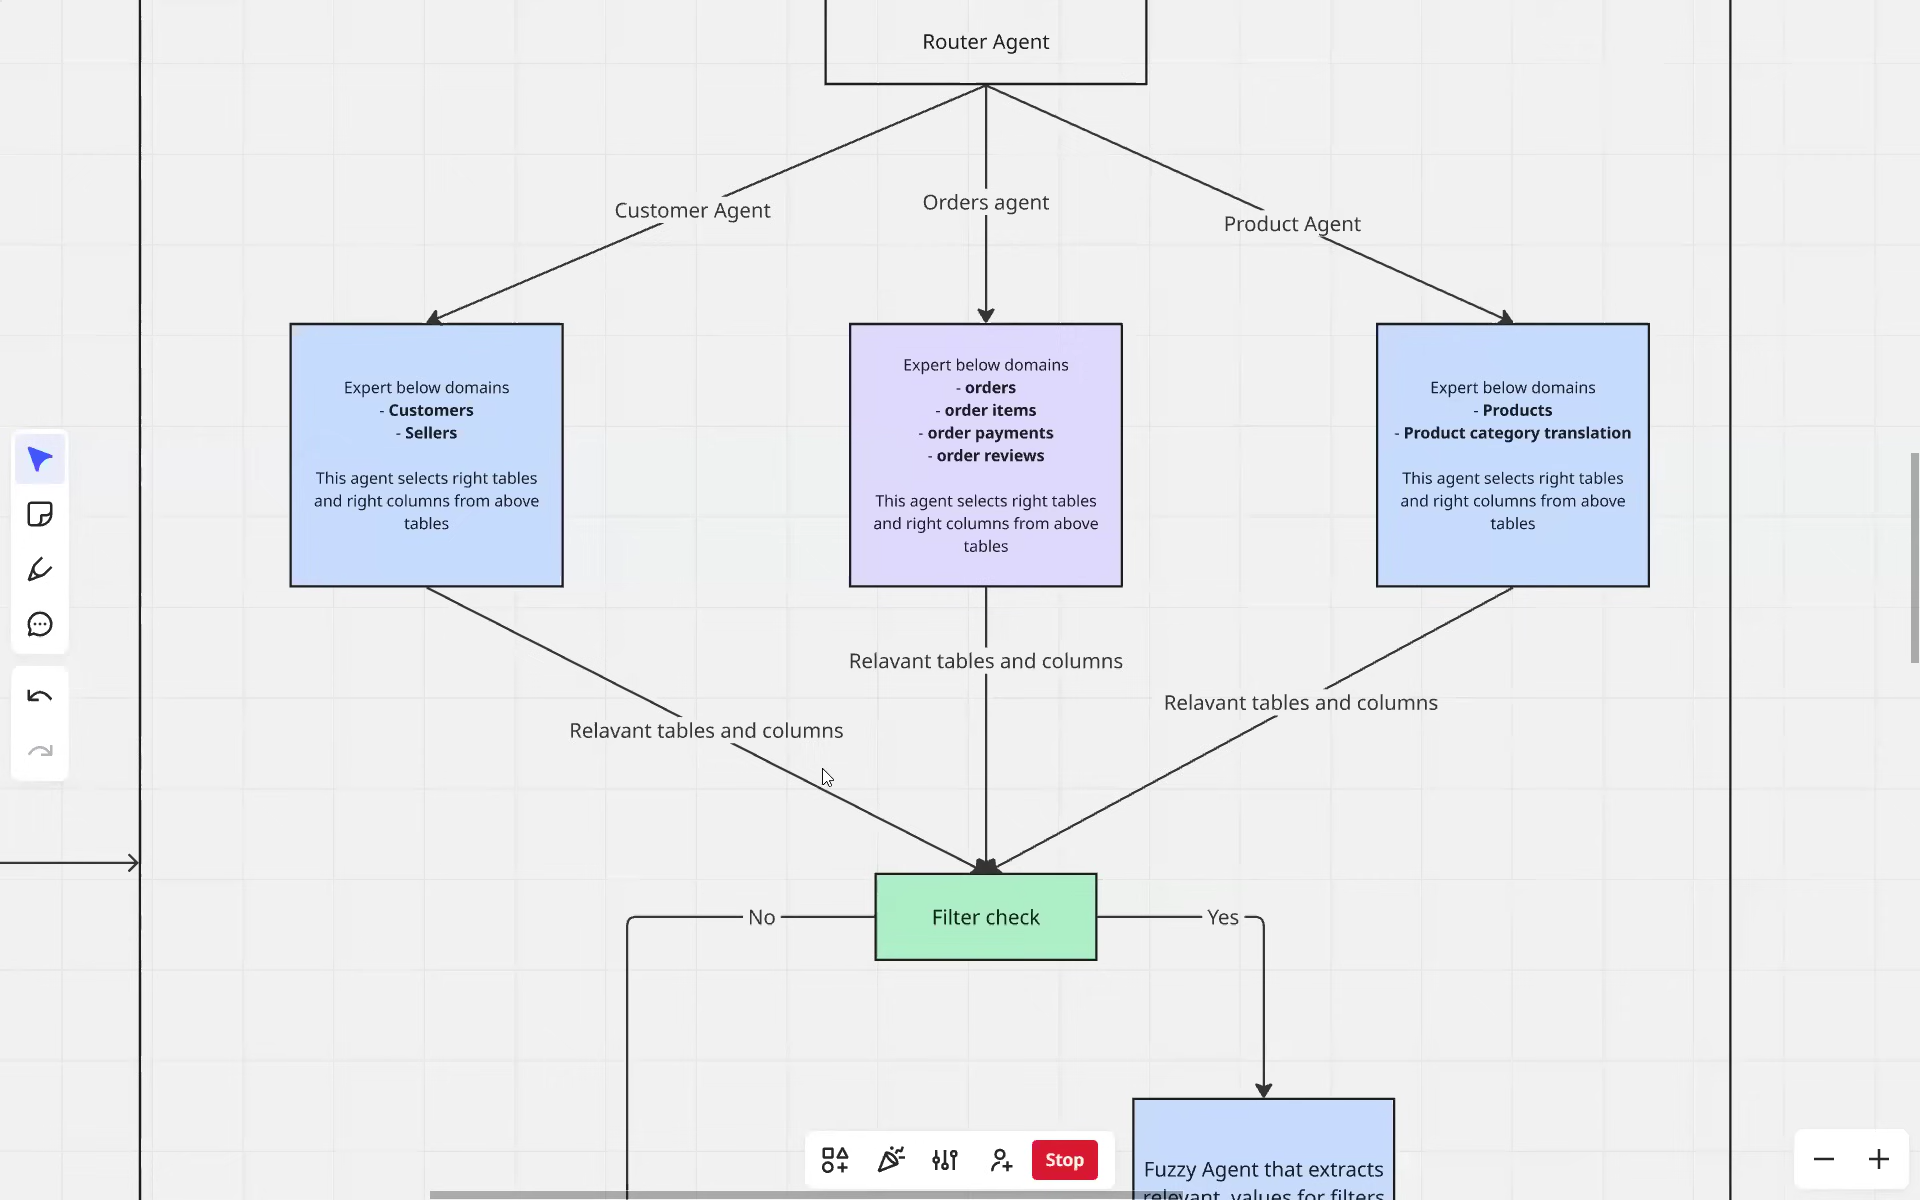 Router Agent
Customer Agent
Orders agent
Product Agent
Expert below domains
- Customers
- Sellers
This agent selects right tables
and right columns from above
tables
Expert below domains
- orders
- order items
- order payments
- order reviews
This agent selects right tables
and right columns from above
tables
Expert below domains
- Products
- Product category translation
This agent selects right tables
and right columns from above
tables
Relavant tables and columns
Relavant tables and columns
Relavant tables and columns
No
Filter check
Yes
Fuzzy Agent that extracts
relevant values for filters
Stop